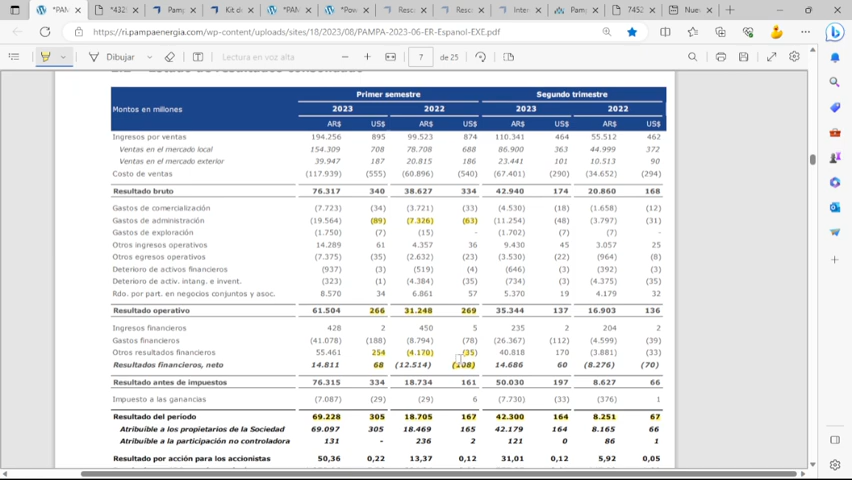 *PAM
*432
Pamp
Kit di
*PAM
*Pow
Resca
Resca
Inter
Pamp
7452
Nuev
https://ri.pampaenergia.com/wp-content/uploads/sites/18/2023/08/PAMPA-2023-06-ER-Espanol-EXE.pdf
Dibujar
Lectura en voz alta
7 de 25
Primer semestre Segundo trimestre
Montos en millones 2023 2022 2023 2022
AR$ US$ AR$ US$ AR$ US$ AR$ US$
Ingresos por ventas 194.256 895 99.523 874 110.341 464 55.512 462
Ventas en el mercado local 154.309 708 78.708 688 86.900 363 44.999 372
Ventas en el mercado exterior 39.947 187 20.815 186 23.441 101 10.513 90
Costo de ventas (117.939) (555) (60.896) (540) (67.401) (290) (34.652) (294)
Resultado bruto 76.317 340 38.627 334 42.940 174 20.860 168
Gastos de comercialización (7.723) (34) (3.721) (33) (4.530) (18) (1.658) (12)
Gastos de administración (19.564) (89) (7.326) (63) (11.254) (48) (3.797) (31)
Gastos de exploración (1.750) (7) (15) - (1.702) (7) (7) -
Otros ingresos operativos 14.289 61 4.357 36 9.430 45 3.057 25
Otros egresos operativos (7.375) (35) (2.632) (23) (3.530) (22) (964) (8)
Deterioro de activos financieros (937) (3) (519) (4) (646) (3) (392) (3)
Deterioro de activ. intang. e invent. (323) (1) (4.384) (35) (734) (3) (4.375) (35)
Rdo. por part. en negocios conjuntos y asoc. 8.570 34 6.861 57 5.370 19 4.179 32
Resultado operativo 61.504 266 31.248 269 35.344 137 16.903 136
Ingresos financieros 428 2 450 5 235 2 204 2
Gastos financieros (41.078) (188) (8.794) (78) (26.367) (112) (4.599) (39)
Otros resultados financieros 55.461 254 (4.170) (35) 40.818 170 (3.881) (33)
Resultados financieros, neto 14.811 68 (12.514) (108) 14.686 60 (8.276) (70)
Resultado antes de impuestos 76.315 334 18.734 161 50.030 197 8.627 66
Impuesto a las ganancias (7.087) (29) (29) 6 (7.730) (33) (376) 1
Resultado del periodo 69.228 305 18.705 167 42.300 164 8.251 67
Atribuible a los propietarios de la Sociedad 69.097 305 18.469 165 42.179 164 8.165 66
Atribuible a la participación no controladora 131 - 236 2 121 0 86 1
Resultado por acción para los accionistas 50,36 0,22 13,37 0,12 31,01 0,12 5,92 0,05